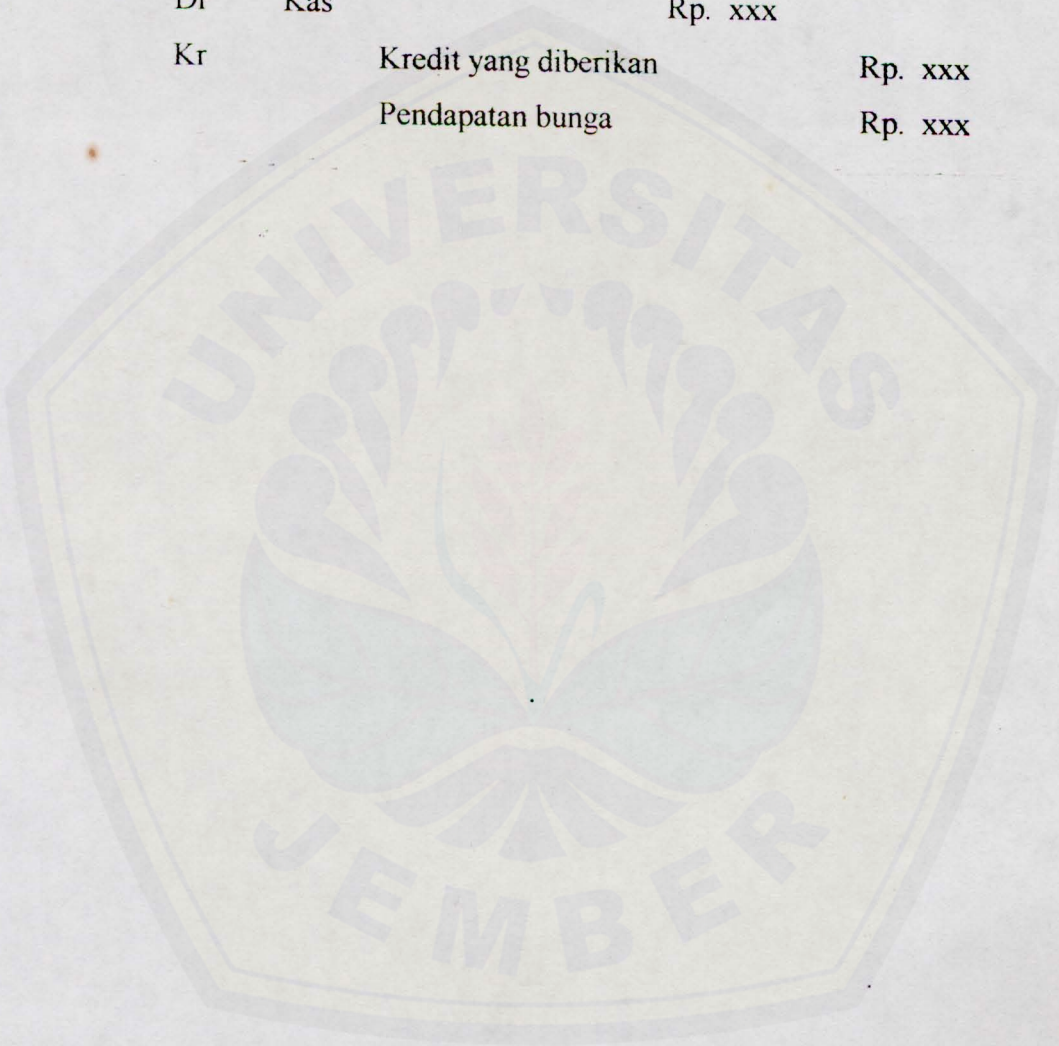 Dr Kas Rp. xxx
Kr Kredit yang diberikan Rp. xxx
Pendapatan bunga Rp. xxx
UNIVERSITAS
JEMBER